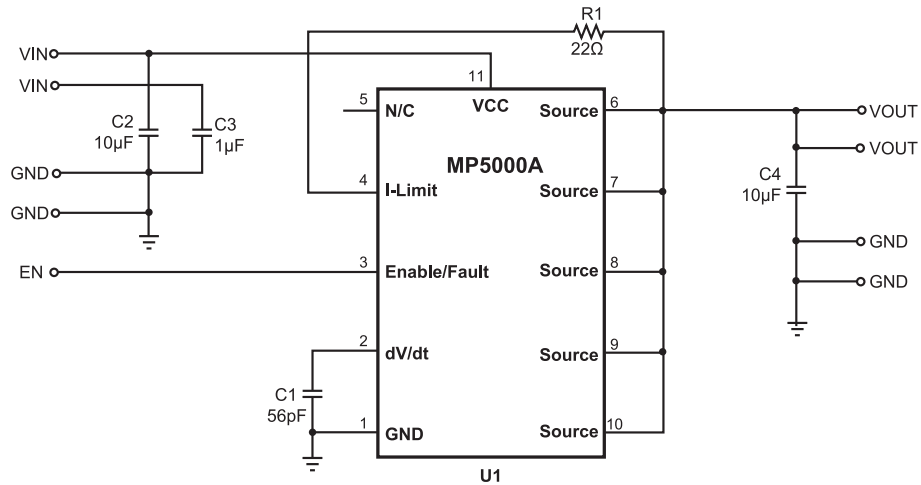 R1
22Ω
VIN
VIN
C2
10µF
C3
1µF
GND
GND
EN
C1
56pF
11
VCC
MP5000A
5
N/C
4
I-Limit
3
Enable/Fault
2
dV/dt
1
GND
Source
6
Source
7
Source
8
Source
9
Source
10
U1
VOUT
VOUT
C4
10µF
GND
GND